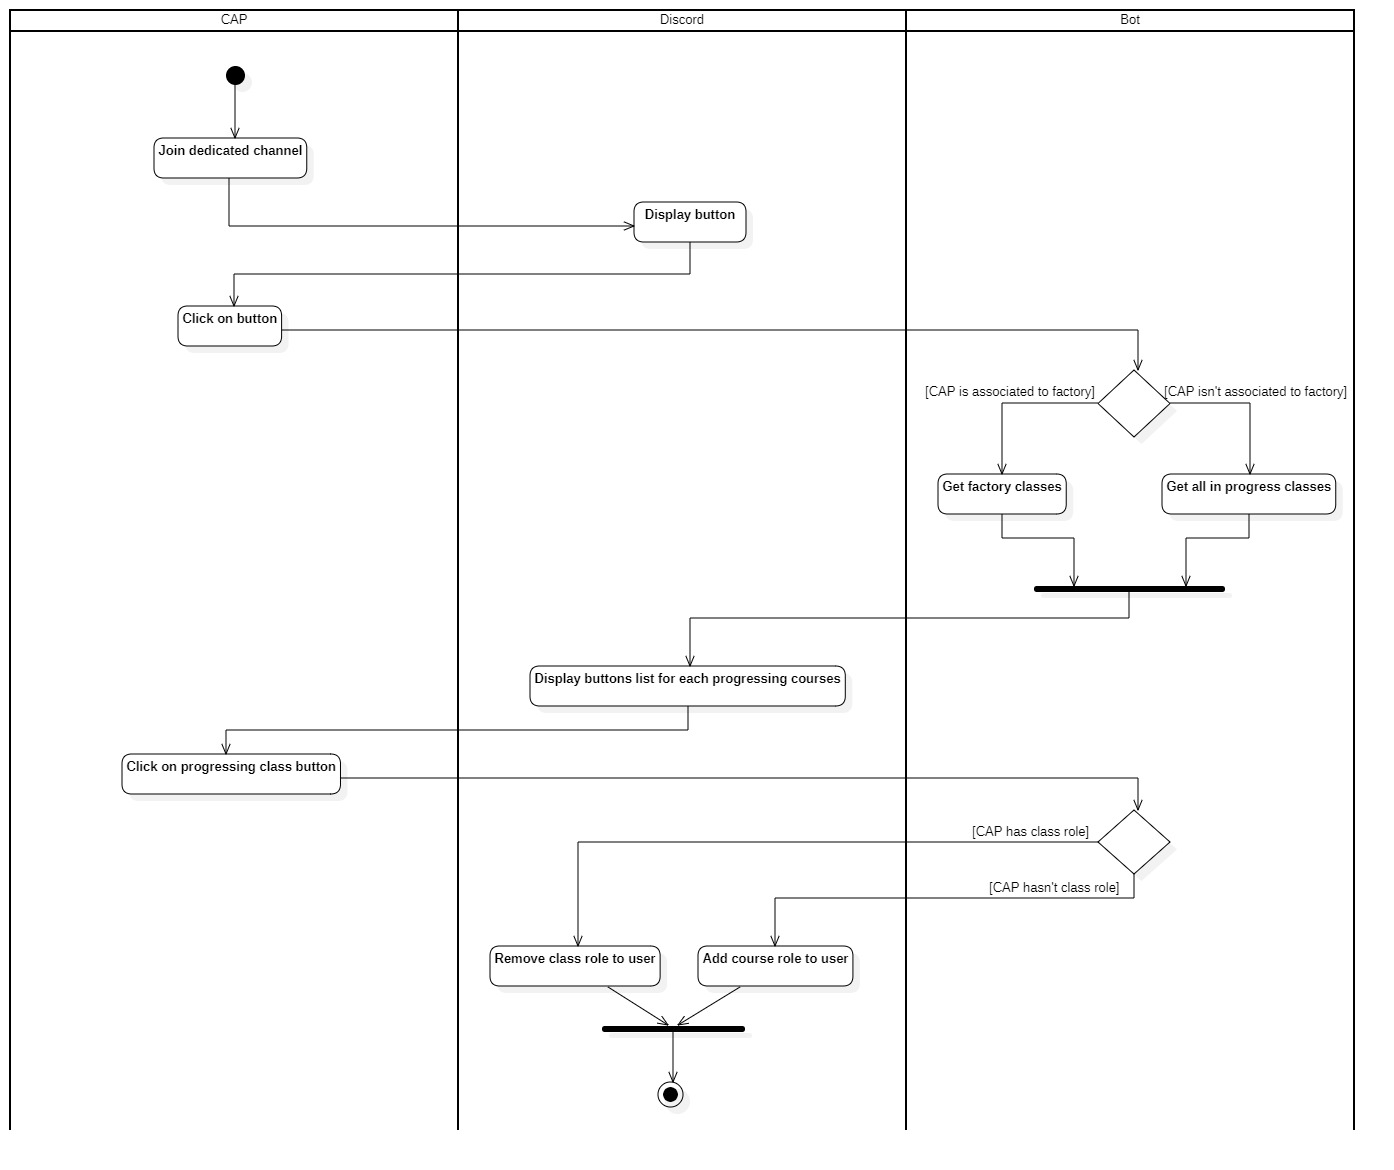 CAP
Discord
Bot
Join dedicated channel
Display button
Click on button
[CAP is associated to factory]
[CAP isn't associated to factory]
Get factory classes
Get all in progress classes
Display buttons list for each progressing courses
Click on progressing class button
[CAP has class role]
[CAP hasn't class role]
Remove class role to user
Add course role to user